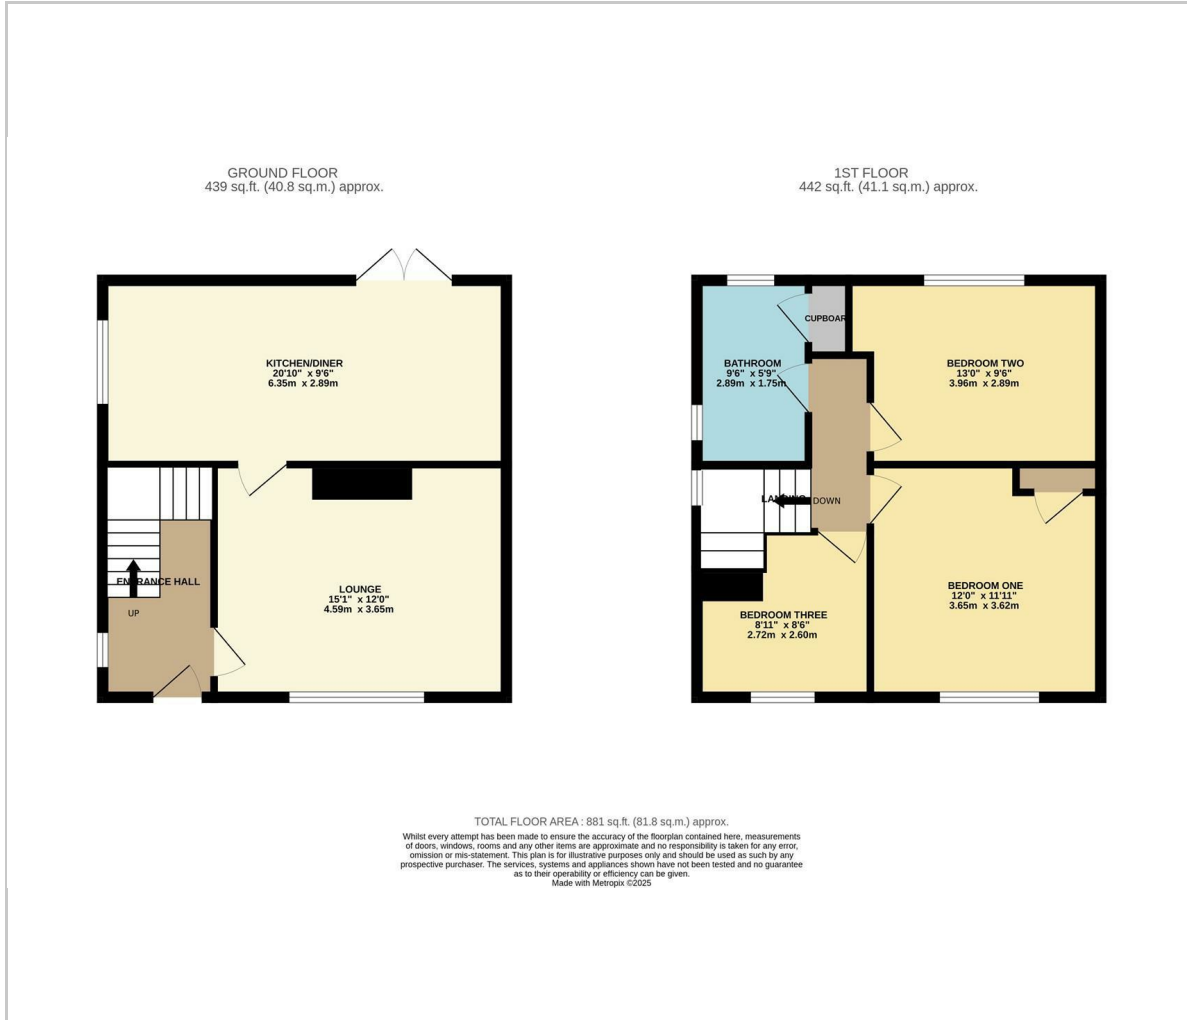 GROUND FLOOR
439 sq.ft. (40.8 sq.m.) approx.
KITCHEN/DINER
20'10" x 9'6"
6.35m x 2.89m
ENTRANCE HALL
UP
LOUNGE
15'1" x 12'0"
4.59m x 3.65m
1ST FLOOR
442 sq.ft. (41.1 sq.m.) approx.
CUPBOAR
BATHROOM
9'6" x 5'9"
2.89m x 1.75m
BEDROOM TWO
13'0" x 9'6"
3.96m x 2.89m
LANDING
DOWN
BEDROOM ONE
12'0" x 11'11"
3.65m x 3.62m
BEDROOM THREE
8'11" x 8'6"
2.72m x 2.60m
TOTAL FLOOR AREA : 881 sq.ft. (81.8 sq.m.) approx.
Whilst every attempt has been made to ensure the accuracy of the floorplan contained here, measurements
of doors, windows, rooms and any other items are approximate and no responsibility is taken for any error,
omission or mis-statement. This plan is for illustrative purposes only and should be used as such by any
prospective purchaser. The services, systems and appliances shown have not been tested and no guarantee
as to their operability or efficiency can be given.
Made with Metropix ©2025